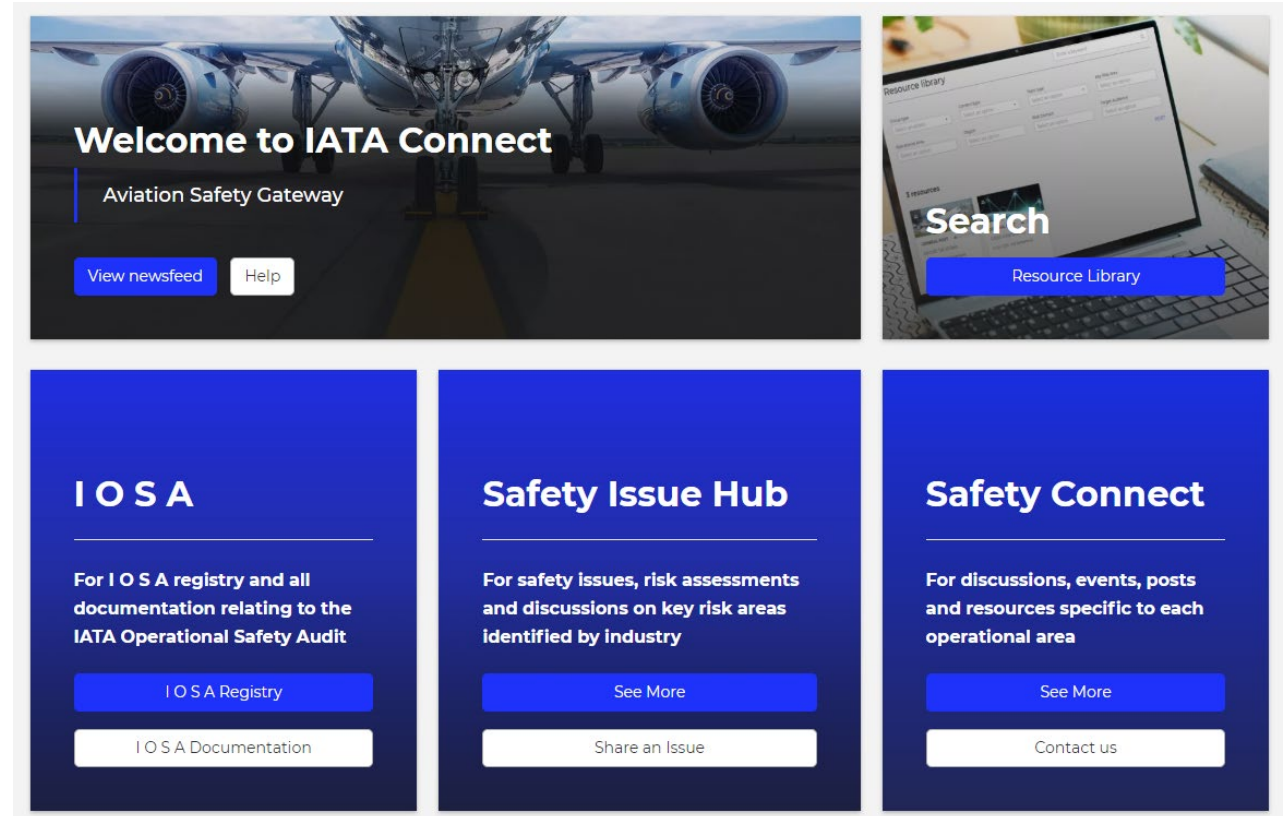 Welcome to IATA Connect
Aviation Safety Gateway
View newsfeed
Help
Resource library
Search
Resource Library
I O S A
For I O S A registry and all
documentation relating to the
IATA Operational Safety Audit
I O S A Registry
I O S A Documentation
Safety Issue Hub
For safety issues, risk assessments
and discussions on key risk areas
identified by industry
See More
Share an Issue
Safety Connect
For discussions, events, posts
and resources specific to each
operational area
See More
Contact us